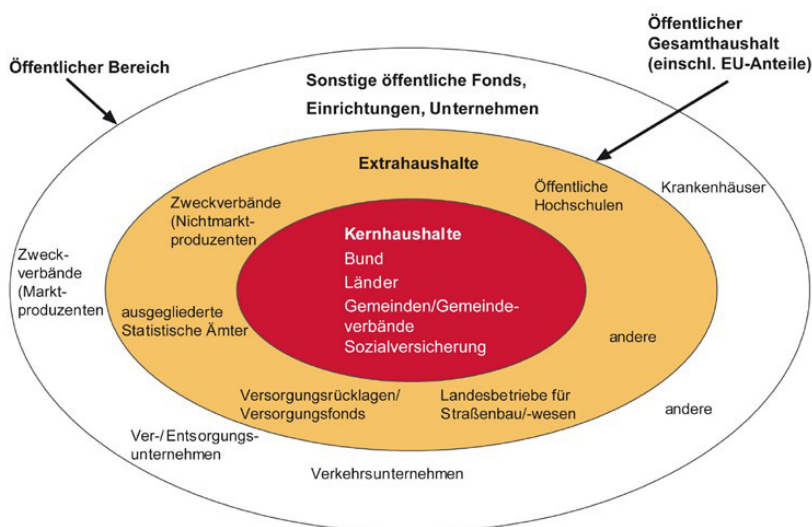 Öffentlicher Bereich
Öffentlicher
Gesamthaushalt
(einschl. EU-Anteile)
Sonstige öffentliche Fonds,
Einrichtungen, Unternehmen
Extrahaushalte
Zweckverbände
(Nichtmarkt-
produzenten
Öffentliche
Hochschulen
Krankenhäuser
Kernhaushalte
Bund
Länder
Gemeinden/Gemeinde-
verbände
Sozialversicherung
Zweck-
verbände
(Markt-
produzenten
ausgegliederte
Statistische Ämter
andere
Versorgungsrücklagen/
Versorgungsfonds
Landesbetriebe für
Straßenbau/-wesen
andere
Ver-/Entsorgungs-
unternehmen
Verkehrsunternehmen